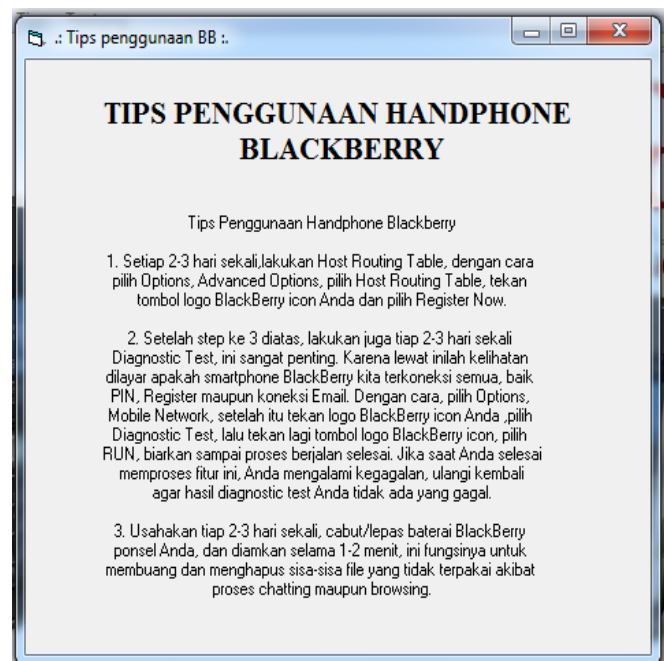 .: Tips penggunaan BB :.
TIPS PENGGUNAAN HANDPHONE
BLACKBERRY
Tips Penggunaan Handphone Blackberry
1. Setiap 2-3 hari sekali,lakukan Host Routing Table, dengan cara
pilih Options, Advanced Options, pilih Host Routing Table, tekan
tombol logo BlackBerry icon Anda dan pilih Register Now.
2. Setelah step ke 3 diatas, lakukan juga tiap 2-3 hari sekali
Diagnostic Test, ini sangat penting. Karena lewat inilah kelihatan
dilayar apakah smartphone BlackBerry kita terkoneksi semua, baik
PIN, Register maupun koneksi Email. Dengan cara, pilih Options,
Mobile Network, setelah itu tekan logo BlackBerry icon Anda ,pilih
Diagnostic Test, lalu tekan lagi tombol logo BlackBerry icon, pilih
RUN, biarkan sampai proses berjalan selesai. Jika saat Anda selesai
memproses fitur ini, Anda mengalami kegagalan, ulangi kembali
agar hasil diagnostic test Anda tidak ada yang gagal.
3. Usahakan tiap 2-3 hari sekali, cabut/lepas baterai BlackBerry
ponsel Anda, dan diamkan selama 1-2 menit, ini fungsinya untuk
membuang dan menghapus sisa-sisa file yang tidak terpakai akibat
proses chatting maupun browsing.